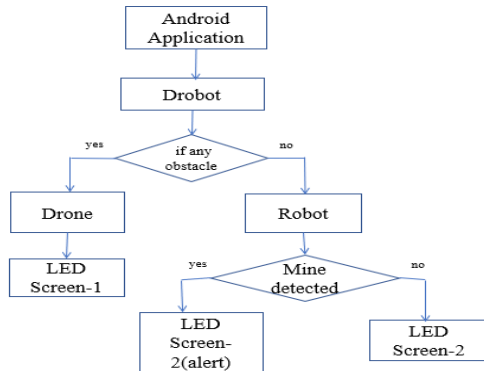 Android
Application
Drobot
yes
if any
obstacle
no
Drone
Robot
LED
Screen-1
yes
Mine
detected
no
LED
Screen-
2(alert)
LED
Screen-2